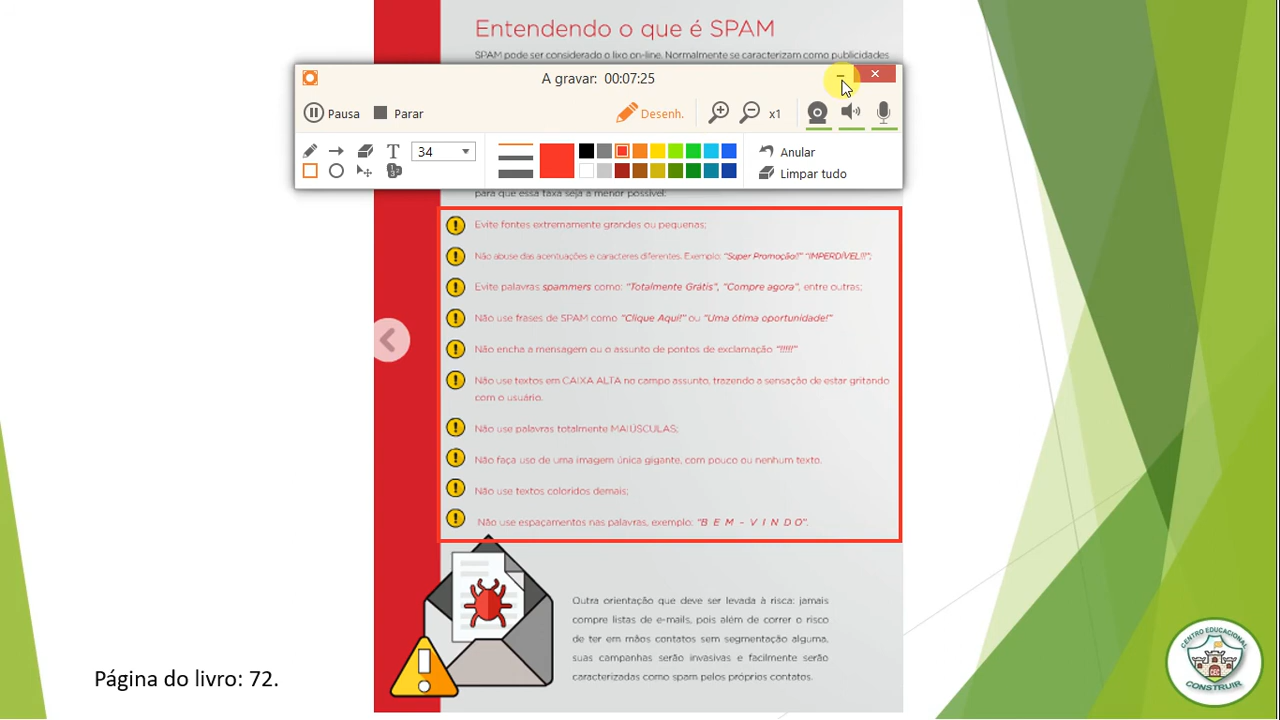 Entendendo o que é SPAM
SPAM pode ser considerado o lixo on-line. Normalmente se caracterizam como publicidades
A gravar: 00:07:25
Pausa
Parar
Desenh.
x1
T
34
Anular
Limpar tudo
para que essa taxa seja a menor possível:
Evite fontes extremamente grandes ou pequenas;
Não abuse das acentuações e caracteres diferentes. Exemplo: "Super Promoção!!" "IMPERDÍVEL!!!";
Evite palavras spammers como: "Totalmente Grátis", "Compre agora", entre outras;
Não use frases de SPAM como "Clique Aqui!" ou "Uma ótima oportunidade!"
Não encha a mensagem ou o assunto de pontos de exclamação "!!!!!"
Não use textos em CAIXA ALTA no campo assunto, trazendo a sensação de estar gritando
com o usuário.
Não use palavras totalmente MAIÚSCULAS;
Não faça uso de uma imagem única gigante, com pouco ou nenhum texto.
Não use textos coloridos demais;
Não use espaçamentos nas palavras, exemplo: "B E M - V I N D O".
Outra orientação que deve ser levada à risca: jamais
compre listas de e-mails, pois além de correr o risco
de ter em mãos contatos sem segmentação alguma,
suas campanhas serão invasivas e facilmente serão
caracterizadas como spam pelos próprios contatos.
Página do livro: 72.
CENTRO EDUCACIONAL
CEC
CONSTRUIR